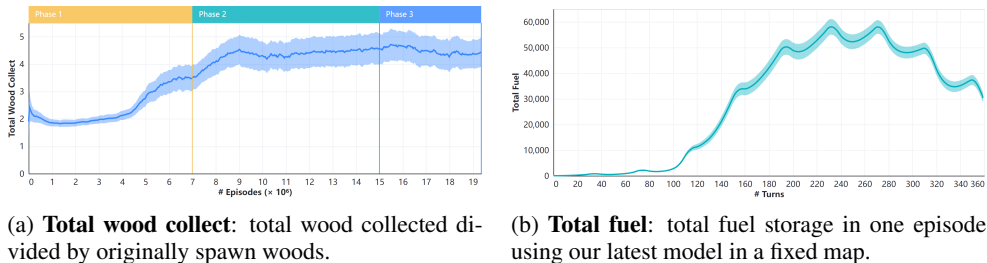 Phase 1 Phase 2 Phase 3
Total Wood Collect
5
4
3
2
1
0
0 1 2 3 4 5 6 7 8 9 10 11 12 13 14 15 16 17 18 19
# Episodes (× 10⁶)
(a) Total wood collect: total wood collected di-
vided by originally spawn woods.
Total Fuel
60,000
50,000
40,000
30,000
20,000
10,000
0
0 20 40 60 80 100 120 140 160 180 200 220 240 260 280 300 320 340 360
# Turns
(b) Total fuel: total fuel storage in one episode
using our latest model in a fixed map.